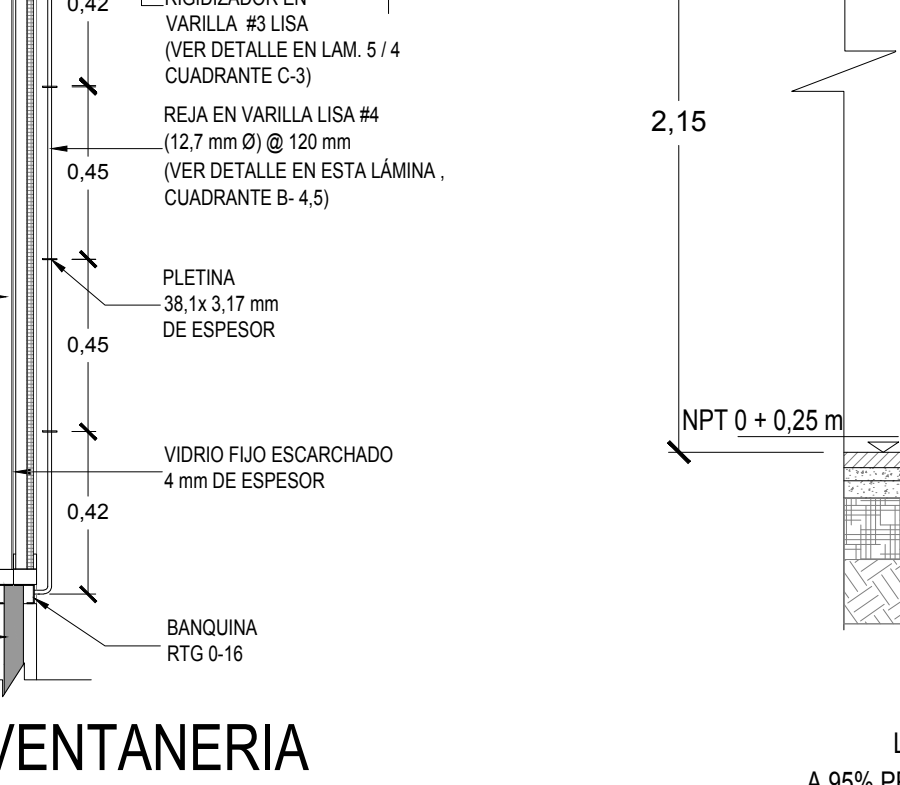 0,42
RIGIDIZADOR EN
VARILLA #3 LISA
(VER DETALLE EN LAM. 5 / 4
CUADRANTE C-3)
REJA EN VARILLA LISA #4
(12,7 mm Ø) @ 120 mm
(VER DETALLE EN ESTA LÁMINA ,
CUADRANTE B- 4,5)
0,45
PLETINA
38,1x 3,17 mm
DE ESPESOR
0,45
VIDRIO FIJO ESCARCHADO
4 mm DE ESPESOR
0,42
BANQUINA
RTG 0-16
VENTANERIA
2,15
NPT 0 + 0,25 m
A 95%